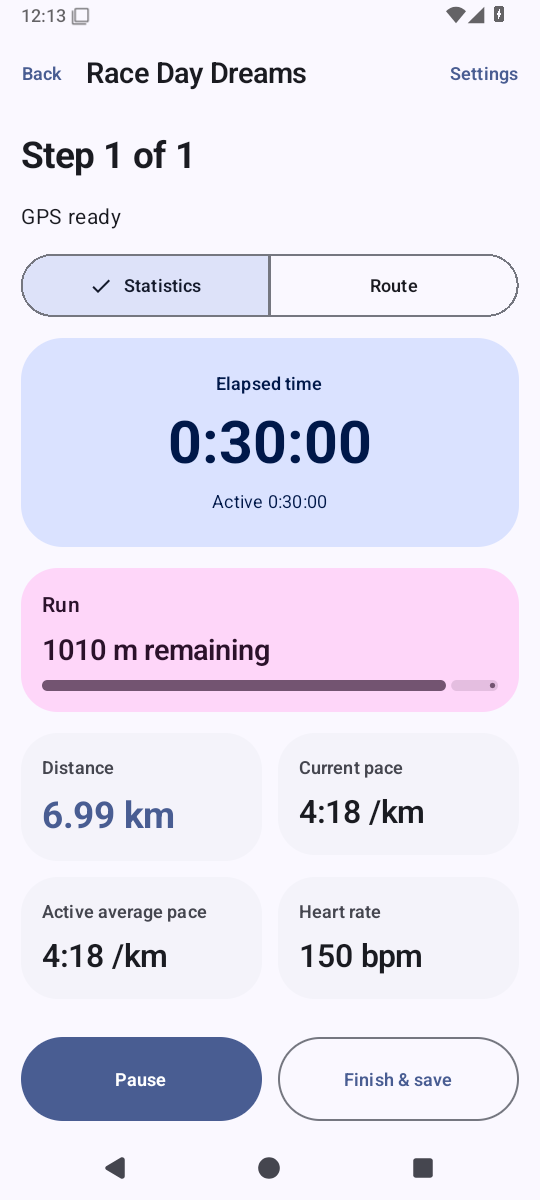 12:13
Back Race Day Dreams Settings
Step 1 of 1
GPS ready
Statistics Route
Elapsed time
0:30:00
Active 0:30:00
Run
1010 m remaining
Distance
6.99 km
Current pace
4:18 /km
Active average pace
4:18 /km
Heart rate
150 bpm
Pause Finish & save